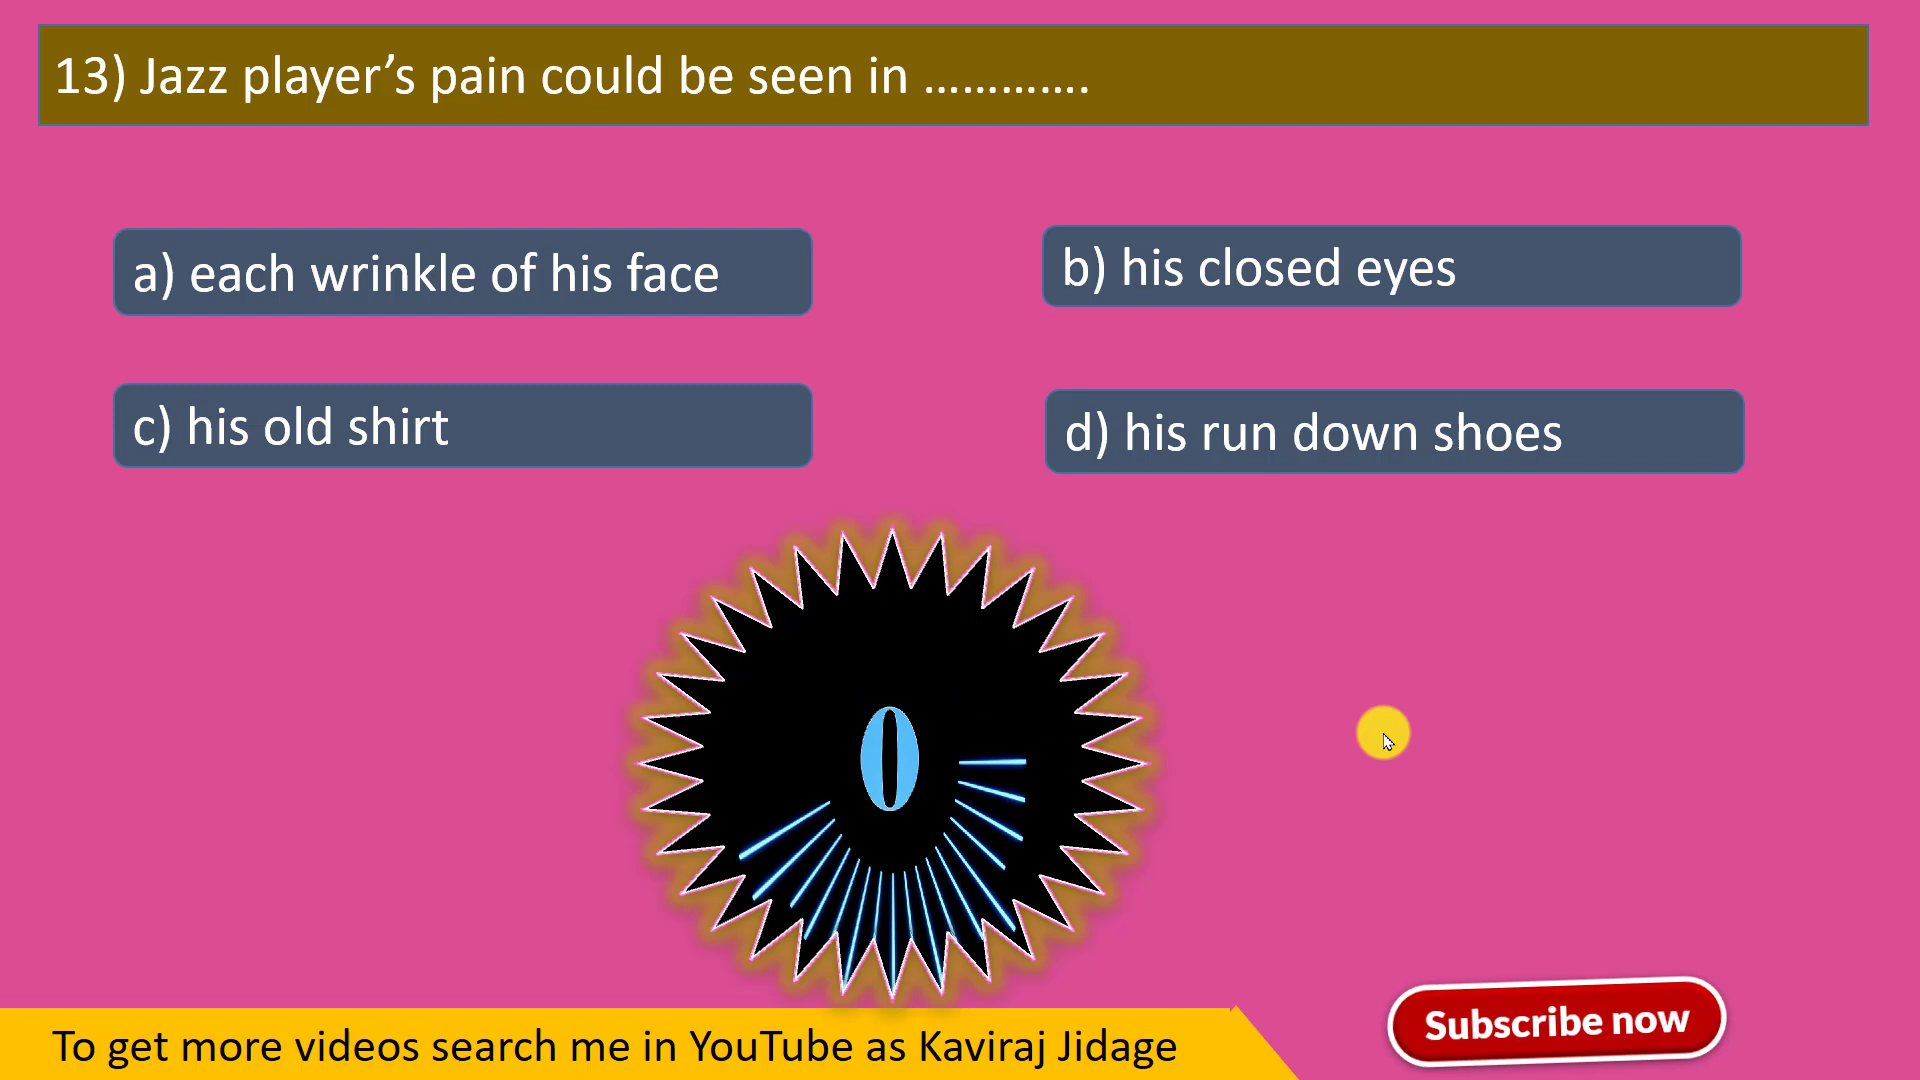 13) Jazz player’s pain could be seen in ………….
a) each wrinkle of his face
b) his closed eyes
c) his old shirt
d) his run down shoes
0
To get more videos search me in YouTube as Kaviraj Jidage
Subscribe now